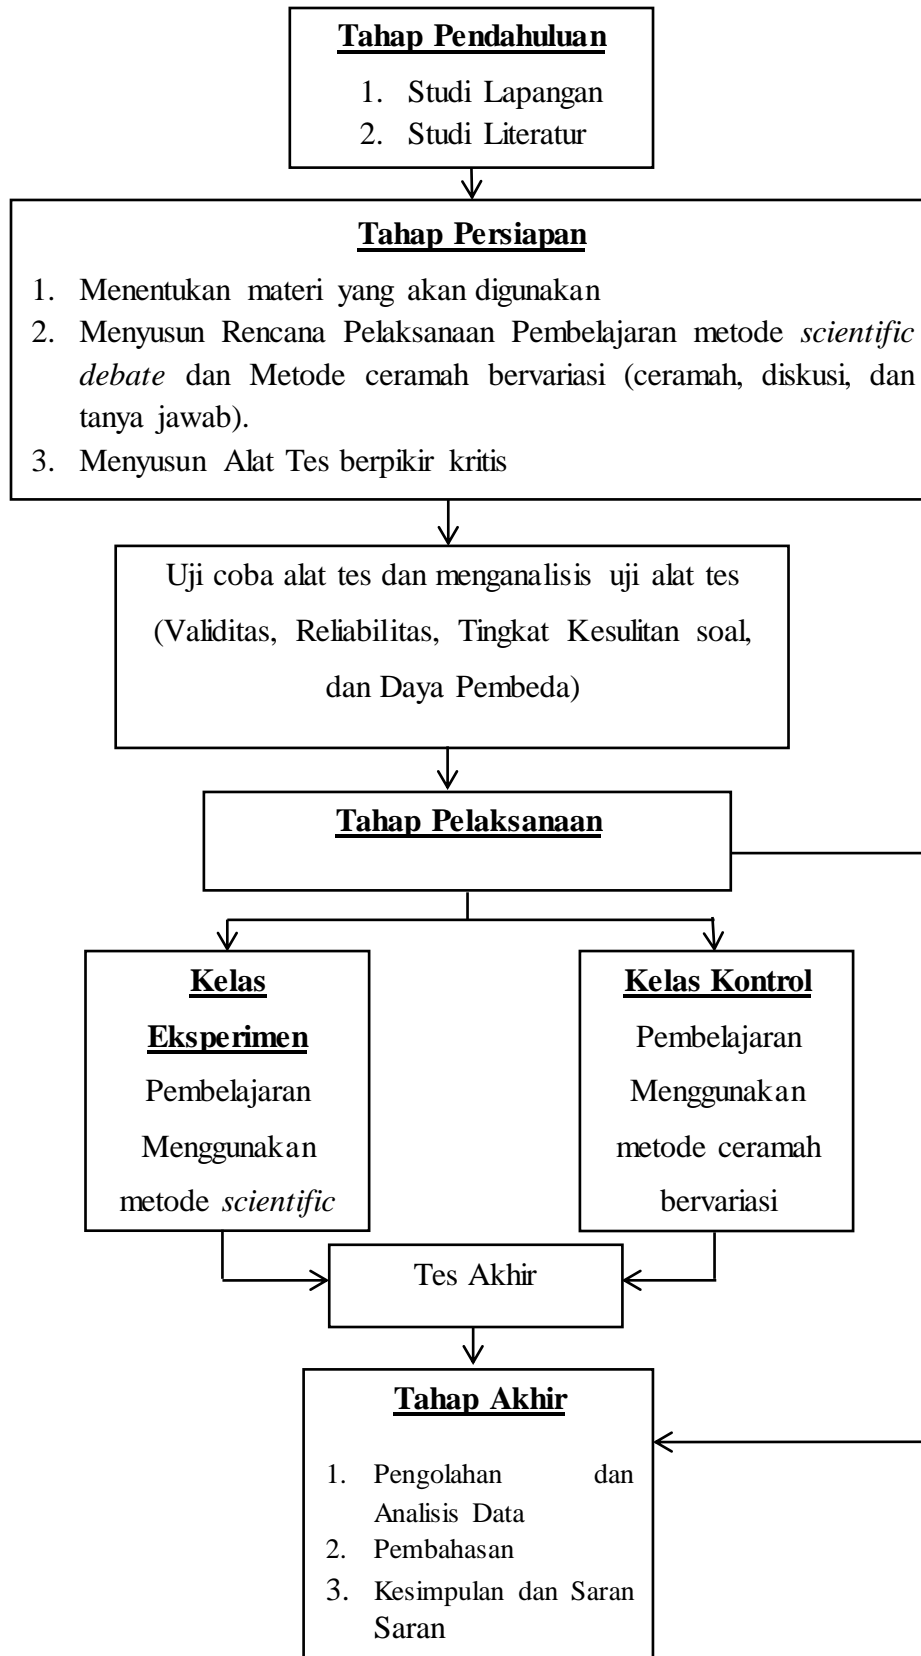 Tahap Pendahuluan
1. Studi Lapangan
2. Studi Literatur
Tahap Persiapan
1. Menentukan materi yang akan digunakan
2. Menyusun Rencana Pelaksanaan Pembelajaran metode scientific
debate dan Metode ceramah bervariasi (ceramah, diskusi, dan
tanya jawab).
3. Menyusun Alat Tes berpikir kritis
Uji coba alat tes dan menganalisis uji alat tes
(Validitas, Reliabilitas, Tingkat Kesulitan soal,
dan Daya Pembeda)
Tahap Pelaksanaan
Kelas
Eksperimen
Pembelajaran
Menggunakan
metode scientific
Kelas Kontrol
Pembelajaran
Menggunakan
metode ceramah
bervariasi
Tes Akhir
Tahap Akhir
1. Pengolahan dan
Analisis Data
2. Pembahasan
3. Kesimpulan dan Saran
Saran